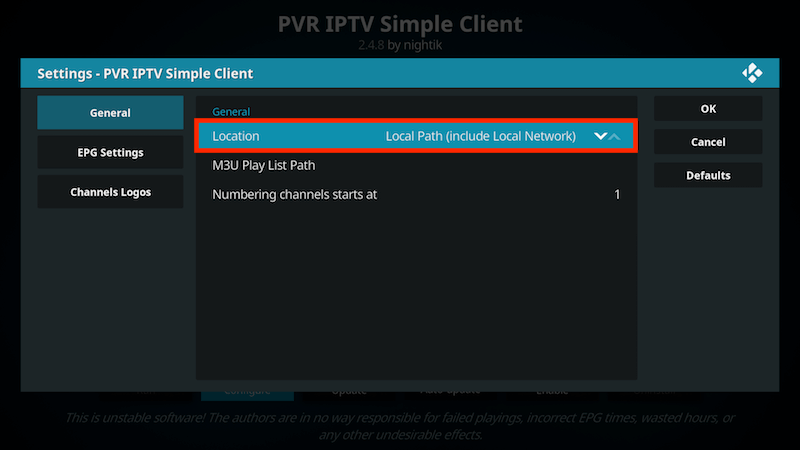 PVR IPTV Simple Client
2.4.8 by nightik
Settings - PVR IPTV Simple Client
General
EPG Settings
Channels Logos
General
Location Local Path (include Local Network)
M3U Play List Path
Numbering channels starts at 1
OK
Cancel
Defaults
Configure Update Auto-update Enable
This is unstable software! The authors are in no way responsible for failed playings, incorrect EPG times, wasted hours, or
any other undesirable effects.